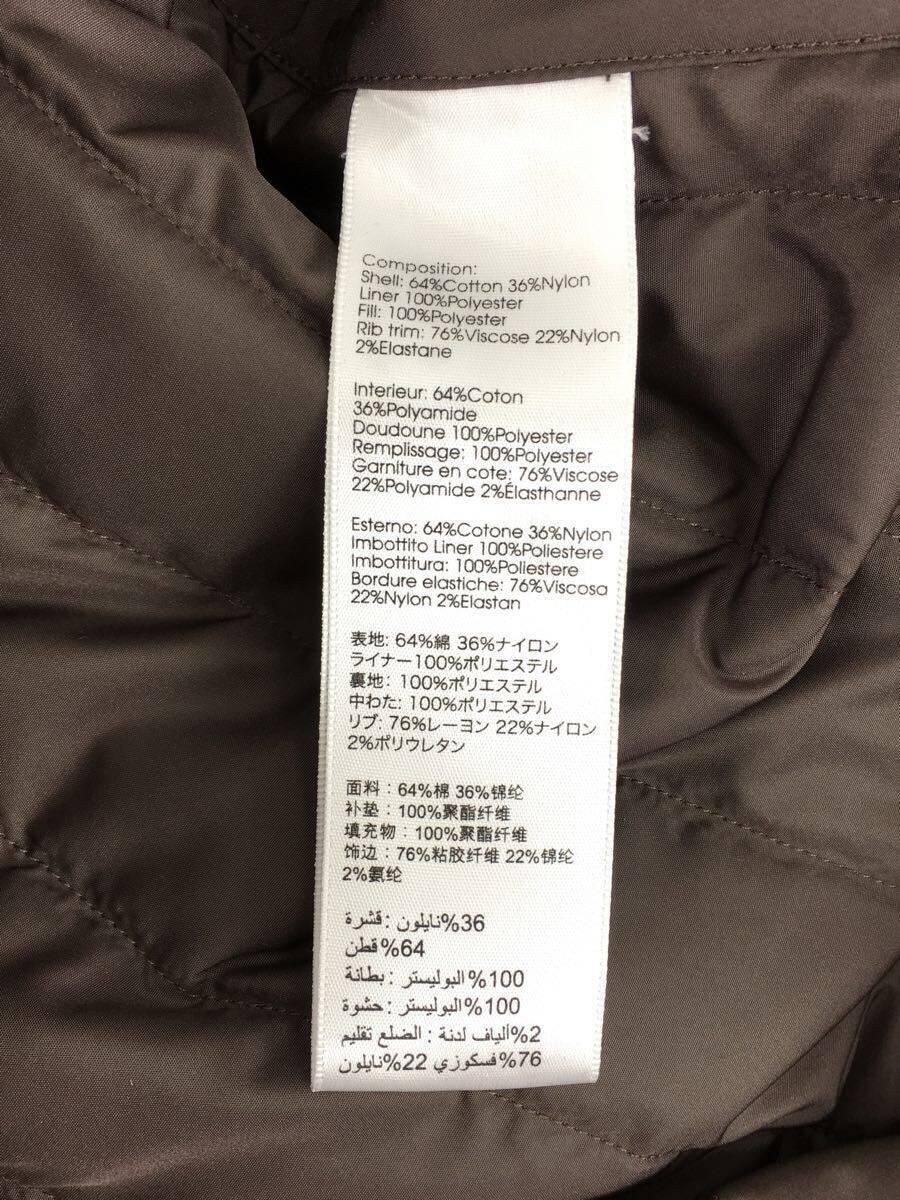 Composition:
Shell: 64%Cotton 36%Nylon
Liner 100%Polyester
Fill: 100%Polyester
Rib trim: 76%Viscose 22%Nylon
2%Elastane
Interieur: 64%Coton
36%Polyamide
Doudoune 100%Polyester
Remplissage: 100%Polyester
Garniture en cote: 76%Viscose
22%Polyamide 2%Élasthanne
Esterno: 64%Cotone 36%Nylon
Imbottito Liner 100%Poliestere
Imbottitura: 100%Poliestere
Bordure elastiche: 76%Viscosa
22%Nylon 2%Elastan
表地: 64%綿 36%ナイロン
ライナー100%ポリエステル
裏地: 100%ポリエステル
中わた: 100%ポリエステル
リブ: 76%レーヨン 22%ナイロン
2%ポリウレタン
面料：64%棉 36%锦纶
补垫：100%聚酯纤维
填充物：100%聚酯纤维
饰边：76%粘胶纤维 22%锦纶
2%氨纶
36%نايلون : قشرة
64%قطن
100%البوليستر : بطانة
100%البوليستر : حشوة
2%ألياف لدنة : الضلع تقليم
76%فسكوزي 22%نايلون